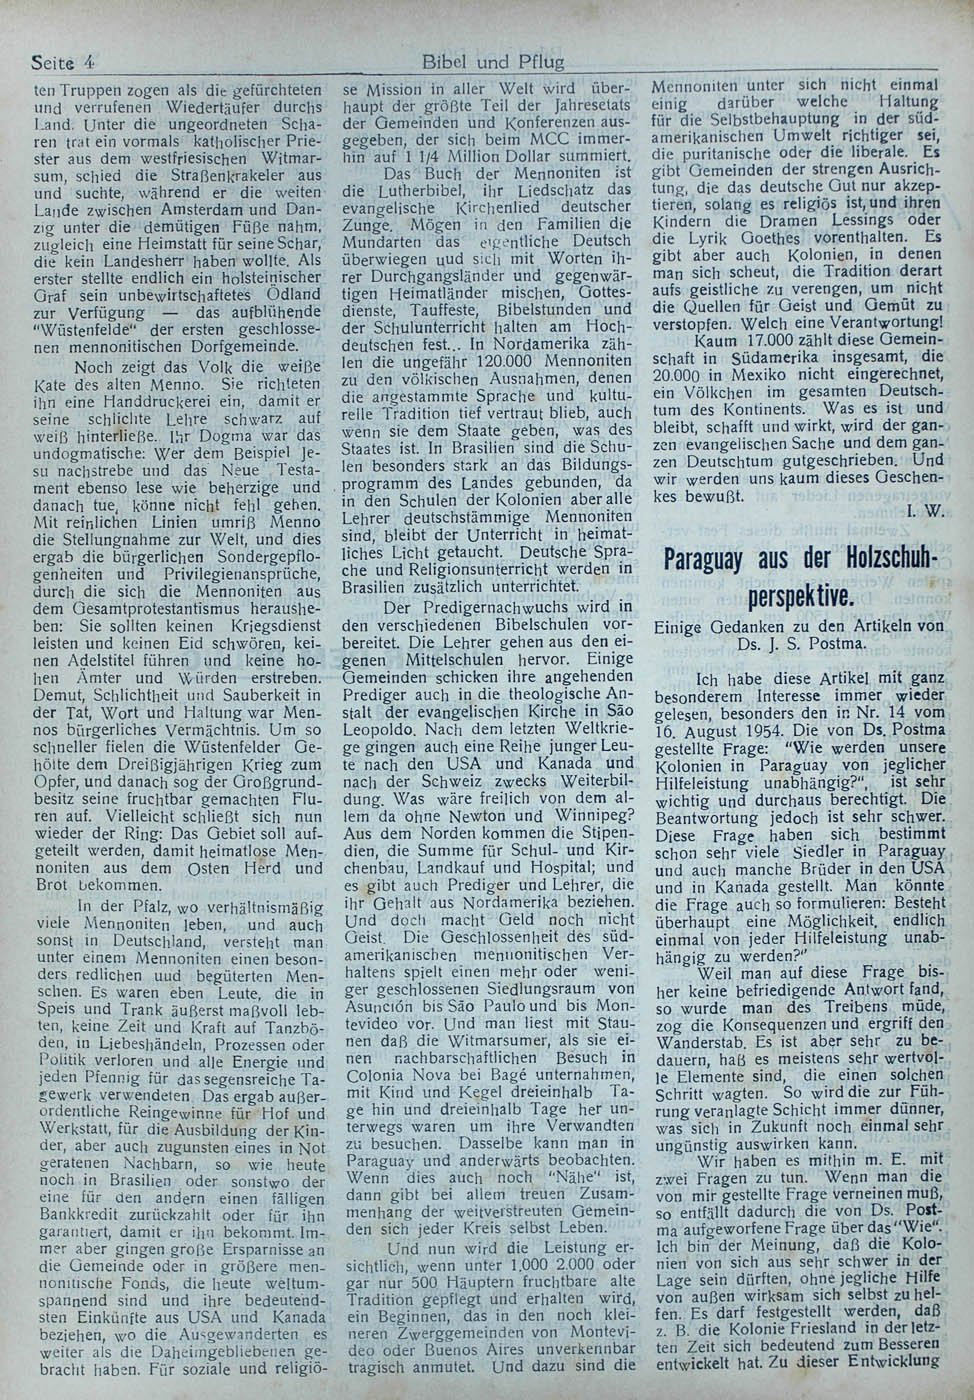 Seite 4
Bibel und Pflug
ten Truppen zogen als die gefürchteten
und verrufenen Wiedertäufer durchs
Land. Unter die ungeordneten Scha-
ren trat ein vormals katholischer Prie-
ster aus dem westfriesischen Witmar-
sum, schied die Straßenkrakeler aus
und suchte, während er die weiten
Lande zwischen Amsterdam und Dan-
zig unter die demütigen Füße nahm,
zugleich eine Heimstatt für seine Schar,
die kein Landesherr haben wollte. Als
erster stellte endlich ein holsteinischer
Graf sein unbewirtschaftetes Ödland
zur Verfügung — das aufblühende
"Wüstenfelde" der ersten geschlosse-
nen mennonitischen Dorfgemeinde.
Noch zeigt das Volk die weiße
Kate des alten Menno. Sie richteten
ihn eine Handdruckerei ein, damit er
seine schlichte Lehre schwarz auf
weiß hinterließe. Ihr Dogma war das
undogmatische: Wer dem Beispiel Je-
su nachstrebe und das Neue Testa-
ment ebenso lese wie beherzige und
danach tue, könne nicht fehl gehen.
Mit reinlichen Linien umriß Menno
die Stellungnahme zur Welt, und dies
ergab die bürgerlichen Sondergepflo-
genheiten und Privilegienansprüche,
durch die sich die Mennoniten aus
dem Gesamtprotestantismus heraushe-
ben: Sie sollten keinen Kriegsdienst
leisten und keinen Eid schwören, kei-
nen Adelstitel führen und keine ho-
hen Ämter und Würden erstreben.
Demut, Schlichtheit und Sauberkeit in
der Tat, Wort und Haltung war Men-
nos bürgerliches Vermächtnis. Um so
schneller fielen die Wüstenfelder Ge-
hölte dem Dreißigjährigen Krieg zum
Opfer, und danach sog der Großgrund-
besitz seine fruchtbar gemachten Flu-
ren auf. Vielleicht schließt sich nun
wieder der Ring: Das Gebiet soll auf-
geteilt werden, damit heimatlose Men-
noniten aus dem Osten Herd und
Brot bekommen.
In der Pfalz, wo verhältnismäßig
viele Mennoniten leben, und auch
sonst in Deutschland, versteht man
unter einem Mennoniten einen beson-
ders redlichen und begüterten Men-
schen. Es waren eben Leute, die in
Speis und Trank äußerst maßvoll leb-
ten, keine Zeit und Kraft auf Tanzbö-
den, in Liebeshändeln, Prozessen oder
Politik verloren und alle Energie und
jeden Pfennig für das segensreiche Ta-
gewerk verwendeten. Das ergab außer-
ordentliche Reingewinne für Hof und
Werkstatt, für die Ausbildung der Kin-
der, aber auch zugunsten eines in Not
geratenen Nachbarn, so wie heute
noch in Brasilien oder sonstwo der
eine für den andern einen fälligen
Bankkredit zurückzahlt oder für ihn
garantiert, damit er ihn bekommt. Im-
mer aber gingen große Ersparnisse an
die Gemeinde oder in größere men-
nonitische Fonds, die heute weltum-
spannend sind und ihre bedeutend-
sten Einkünfte aus USA und Kanada
beziehen, wo die Ausgewanderten es
weiter als die Daheimgebliebenen ge-
bracht haben. Für soziale und religiö-
se Mission in aller Welt wird über-
haupt der größte Teil der Jahresetats
der Gemeinden und Konferenzen aus-
gegeben, der sich beim MCC immer-
hin auf 1 1/4 Million Dollar summiert.
Das Buch der Mennoniten ist
die Lutherbibel, ihr Liedschatz das
evangelische Kirchenlied deutscher
Zunge. Mögen in den Familien die
Mundarten das eigentliche Deutsch
überwiegen uud sich mit Worten ih-
rer Durchgangsländer und gegenwär-
tigen Heimatländer mischen, Gottes-
dienste, Tauffeste, Bibelstunden und
der Schulunterricht halten am Hoch-
deutschen fest... In Nordamerika zäh-
len die ungefähr 120.000 Mennoniten
zu den völkischen Ausnahmen, denen
die angestammte Sprache und kultu-
relle Tradition tief vertraut blieb, auch
wenn sie dem Staate geben, was des
Staates ist. In Brasilien sind die Schu-
len besonders stark an das Bildungs-
programm des Landes gebunden, da
in den Schulen der Kolonien aber alle
Lehrer deutschstämmige Mennoniten
sind, bleibt der Unterricht in heimat-
liches Licht getaucht. Deutsche Spra-
che und Religionsunterricht werden in
Brasilien zusätzlich unterrichtet.
Der Predigernachwuchs wird in
den verschiedenen Bibelschulen vor-
bereitet. Die Lehrer gehen aus den ei-
genen Mittelschulen hervor. Einige
Gemeinden schicken ihre angehenden
Prediger auch in die theologische An-
stalt der evangelischen Kirche in São
Leopoldo. Nach dem letzten Weltkrie-
ge gingen auch eine Reihe junger Leu-
te nach den USA und Kanada und
nach der Schweiz zwecks Weiterbil-
dung. Was wäre freilich von dem al-
lem da ohne Newton und Winnipeg?
Aus dem Norden kommen die Stipen-
dien, die Summe für Schul- und Kir-
chenbau, Landkauf und Hospital; und
es gibt auch Prediger und Lehrer, die
ihr Gehalt aus Nordamerika beziehen.
Und doch macht Geld noch nicht
Geist. Die Geschlossenheit des süd-
amerikanischen mennonitischen Ver-
haltens spielt einen mehr oder weni-
ger geschlossenen Siedlungsraum von
Asunción bis São Paulo und bis Mon-
tevideo vor. Und man liest mit Stau-
nen daß die Witmarsumer, als sie ei-
nen nachbarschaftlichen Besuch in
Colonia Nova bei Bagé unternahmen,
mit Kind und Kegel dreieinhalb Ta-
ge hin und dreieinhalb Tage her un-
terwegs waren um ihre Verwandten
zu besuchen. Dasselbe kann man in
Paraguay und anderwärts beobachten.
Wenn dies auch noch "Nähe" ist,
dann gibt bei allem treuen Zusam-
menhang der weitverstreuten Gemein-
den sich jeder Kreis selbst Leben.
Und nun wird die Leistung er-
sichtlich, wenn unter 1.000 2.000 oder
gar nur 500 Häuptern fruchtbare alte
Tradition gepflegt und erhalten wird,
ein Beginnen, das in den noch klei-
neren Zwerggemeinden von Montevi-
deo oder Buenos Aires unverkennbar
tragisch anmutet. Und dazu sind die
Mennoniten unter sich nicht einmal
einig darüber welche Haltung
für die Selbstbehauptung in der süd-
amerikanischen Umwelt richtiger sei,
die puritanische oder die liberale. Es
gibt Gemeinden der strengen Ausrich-
tung, die das deutsche Gut nur akzep-
tieren, solang es religiös ist, und ihren
Kindern die Dramen Lessings oder
die Lyrik Goethes vorenthalten. Es
gibt aber auch Kolonien, in denen
man sich scheut, die Tradition derart
aufs geistliche zu verengen, um nicht
die Quellen für Geist und Gemüt zu
verstopfen. Welch eine Verantwortung!
Kaum 17.000 zählt diese Gemein-
schaft in Südamerika insgesamt, die
20.000 in Mexiko nicht eingerechnet,
ein Völkchen im gesamten Deutsch-
tum des Kontinents. Was es ist und
bleibt, schafft und wirkt, wird der gan-
zen evangelischen Sache und dem gan-
zen Deutschtum gutgeschrieben. Und
wir werden uns kaum dieses Geschen-
kes bewußt.
I. W.
Paraguay aus der Holzschuh-
perspektive.
Einige Gedanken zu den Artikeln von
Ds. J. S. Postma.
Ich habe diese Artikel mit ganz
besonderem Interesse immer wieder
gelesen, besonders den in Nr. 14 vom
16. August 1954. Die von Ds. Postma
gestellte Frage: "Wie werden unsere
Kolonien in Paraguay von jeglicher
Hilfeleistung unabhängig?", ist sehr
wichtig und durchaus berechtigt. Die
Beantwortung jedoch ist sehr schwer.
Diese Frage haben sich bestimmt
schon sehr viele Siedler in Paraguay
und auch manche Brüder in den USA
und in Kanada gestellt. Man könnte
die Frage auch so formulieren: Besteht
überhaupt eine Möglichkeit, endlich
einmal von jeder Hilfeleistung unab-
hängig zu werden?"
Weil man auf diese Frage bis-
her keine befriedigende Antwort fand,
so wurde man des Treibens müde,
zog die Konsequenzen und ergriff den
Wanderstab. Es ist aber sehr zu be-
dauern, haß es meistens sehr wertvol-
le Elemente sind, die einen solchen
Schritt wagten. So wird die zur Füh-
rung veranlagte Schicht immer dünner,
was sich in Zukunft noch einmal sehr
ungünstig auswirken kann.
Wir haben es mithin m. E. mit
zwei Fragen zu tun. Wenn man die
von mir gestellte Frage verneinen muß,
so entfällt dadurch die von Ds. Post-
ma aufgeworfene Frage über das "Wie".
Ich bin der Meinung, daß die Kolo-
nien von sich aus sehr schwer in der
Lage sein dürften, ohne jegliche Hilfe
von außen wirksam sich selbst zu hel-
fen. Es darf festgestellt werden, daß
z. B. die Kolonie Friesland in der letz-
ten Zeit sich bedeutend zum Besseren
entwickelt hat. Zu dieser Entwicklung